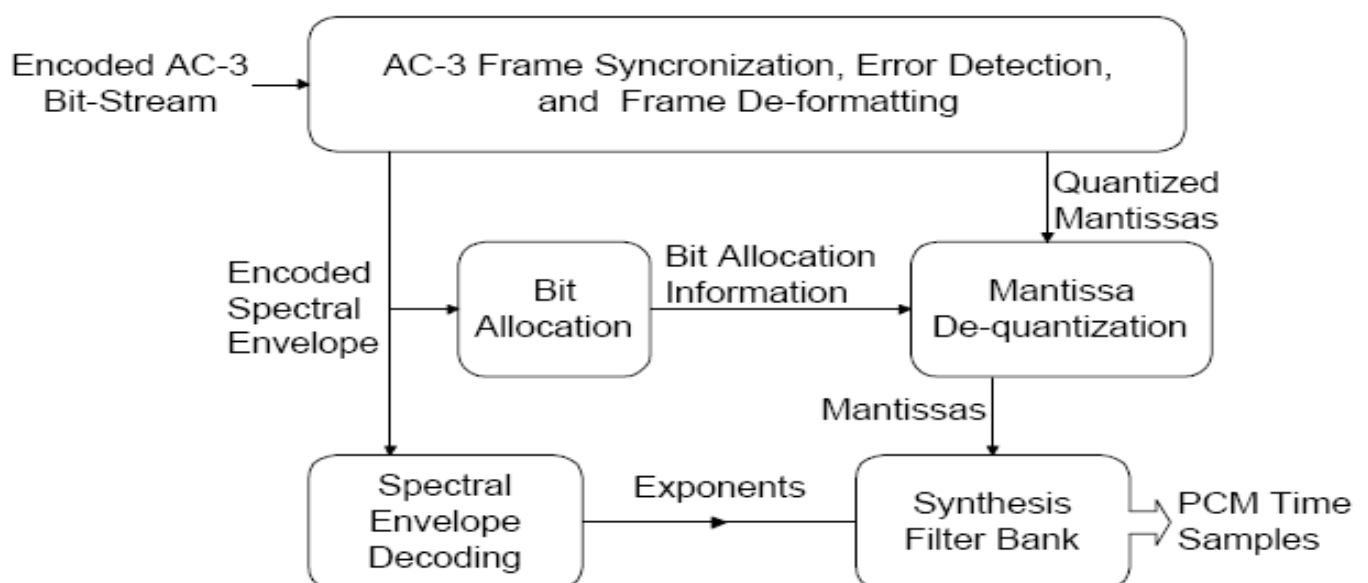 Encoded AC-3
Bit-Stream
AC-3 Frame Syncronization, Error Detection,
and Frame De-formatting
Quantized
Mantissas
Encoded
Spectral
Envelope
Bit
Allocation
Bit Allocation
Information
Mantissa
De-quantization
Mantissas
Spectral
Envelope
Decoding
Exponents
Synthesis
Filter Bank
PCM Time
Samples